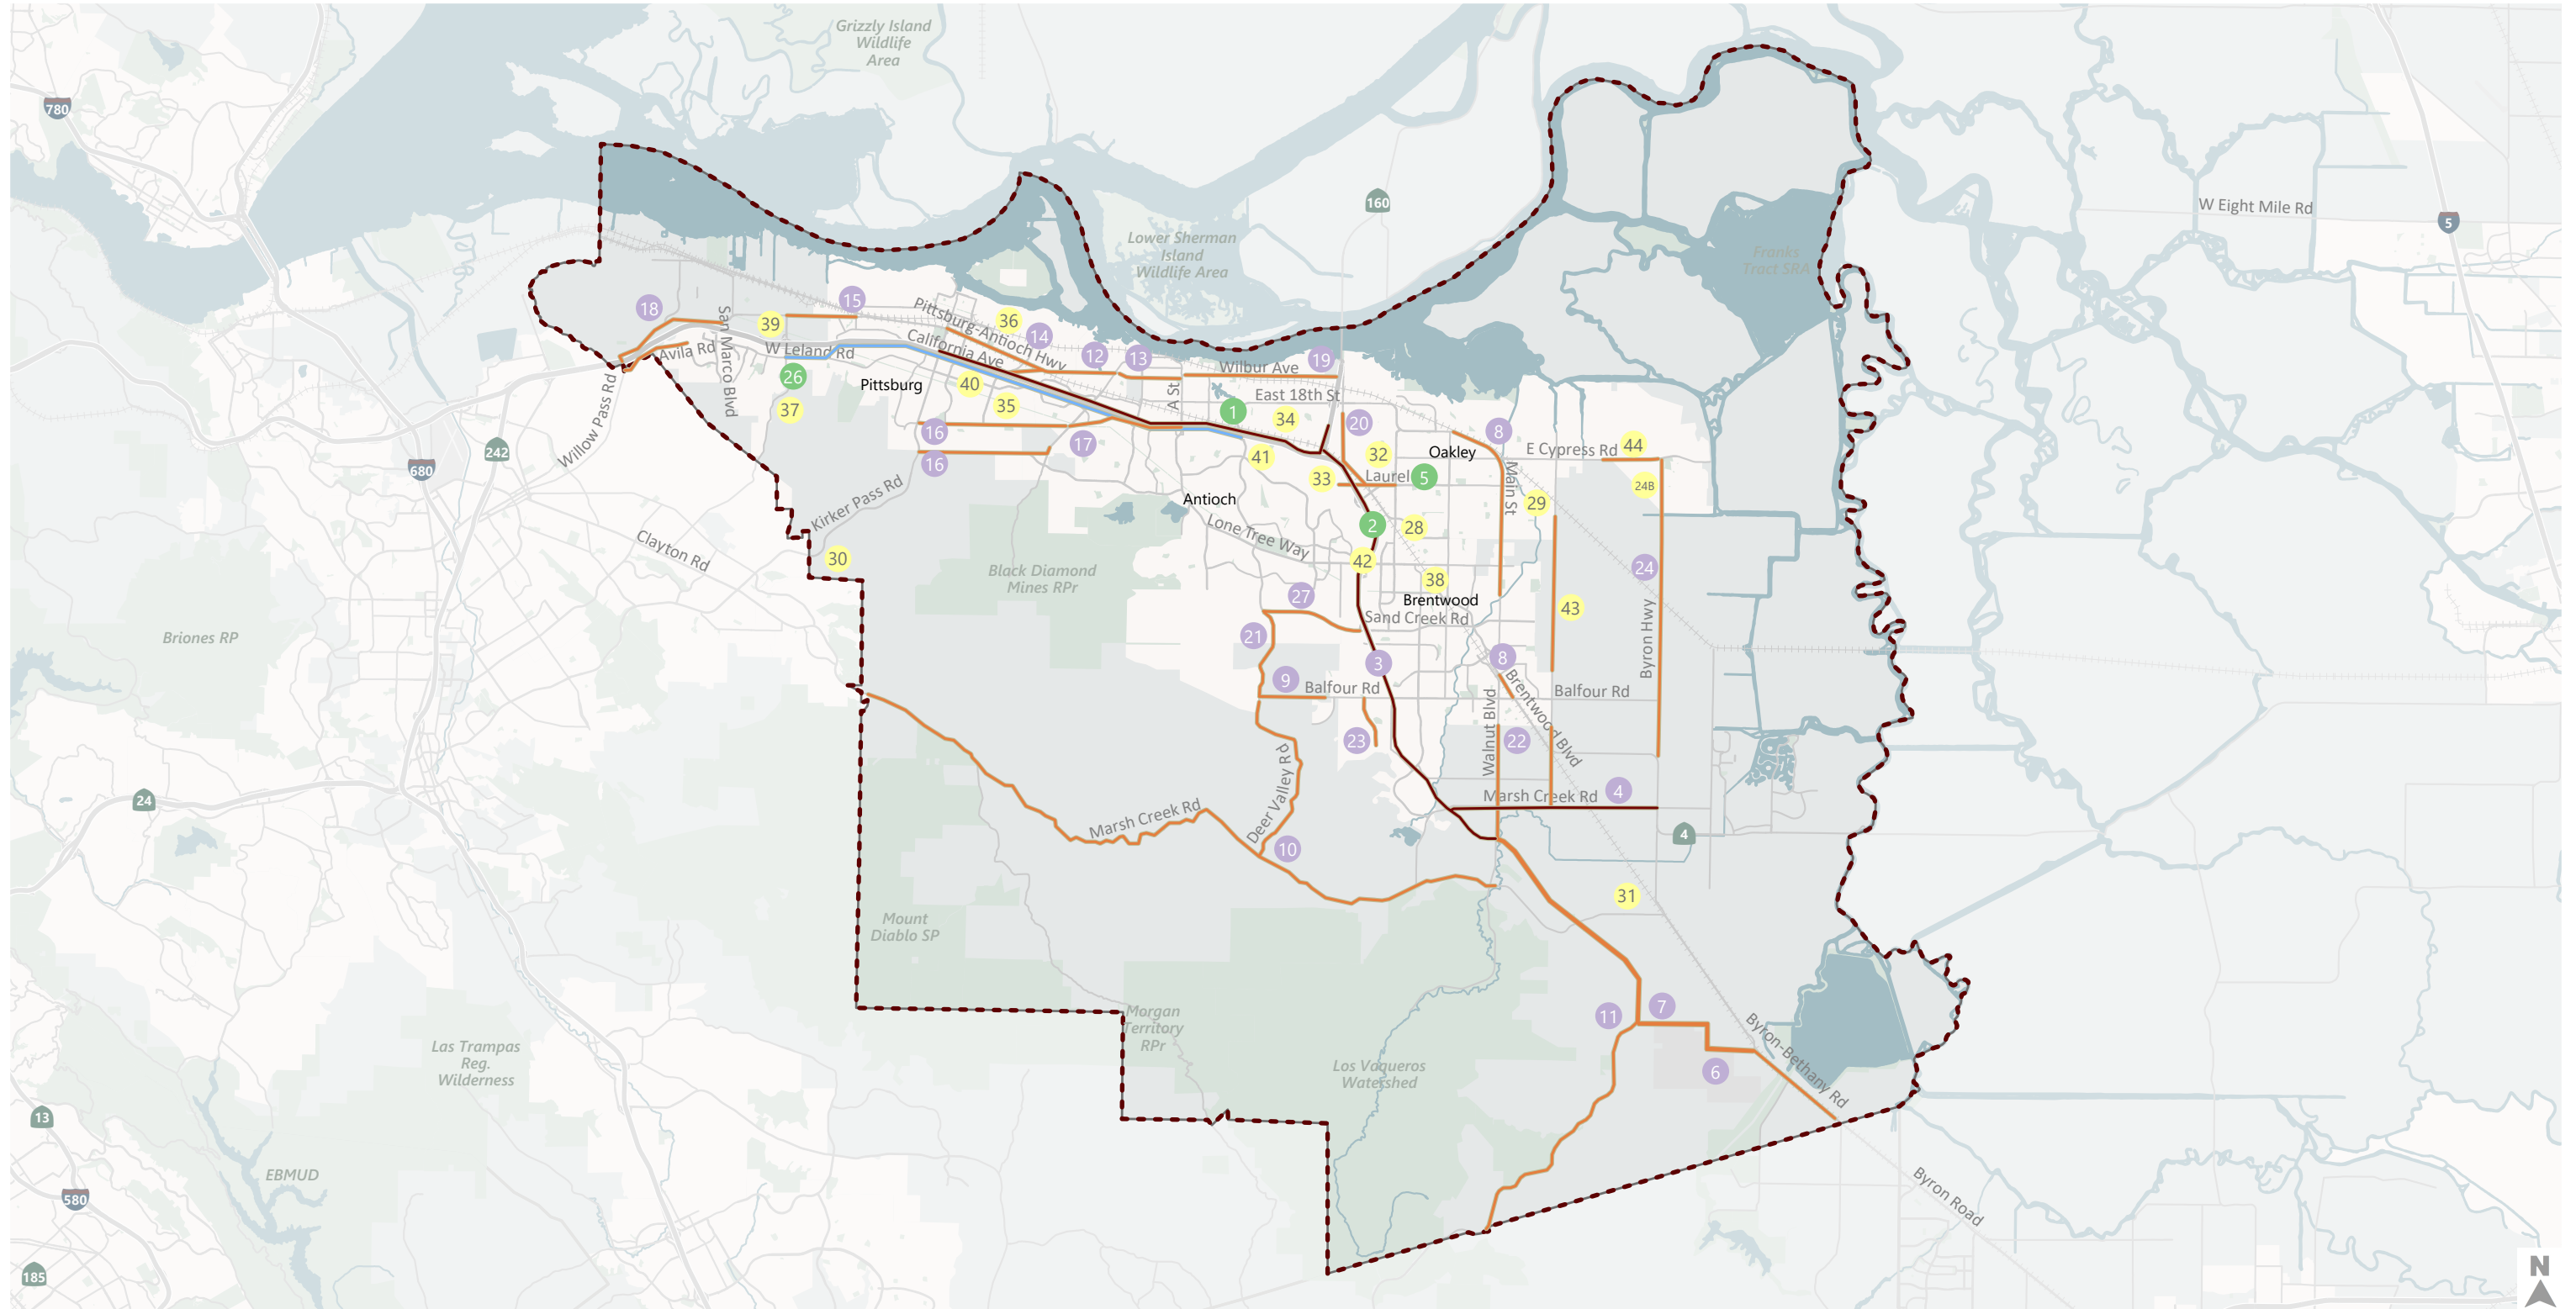 Grizzly Island
Wildlife
Area
780
160
W Eight Mile Rd
5
Lower Sherman
Island
Wildlife Area
Franks
Tract SRA
18
15
39
36
San Marco Blvd
Pittsburg-Antioch Hwy
14
12
13
19
Avila Rd
W Leland Rd
California Ave
Wilbur Ave
26
Pittsburg
40
A St
East 18th St
37
35
1
34
20
Willow Pass Rd
16
17
8
242
32
Oakley
E Cypress Rd
44
16
41
680
33
Laurel
5
24B
Kirker Pass Rd
Antioch
Main St
29
Lone Tree Way
2
28
Clayton Rd
30
42
24
Black Diamond
Mines RPr
38
27
Brentwood
43
Sand Creek Rd
Briones RP
21
Byron Hwy
3
8
9
Balfour Rd
Balfour Rd
Walnut Blvd
Brentwood Blvd
23
22
Deer Valley Rd
Marsh Creek Rd
4
24
Marsh Creek Rd
4
10
31
Mount
Diablo SP
7
11
Morgan
Territory
RPr
Byron-Bethany Rd
Las Trampas
Reg.
Wilderness
Los Vaqueros
Watershed
6
13
EBMUD
580
Byron Road
185
N